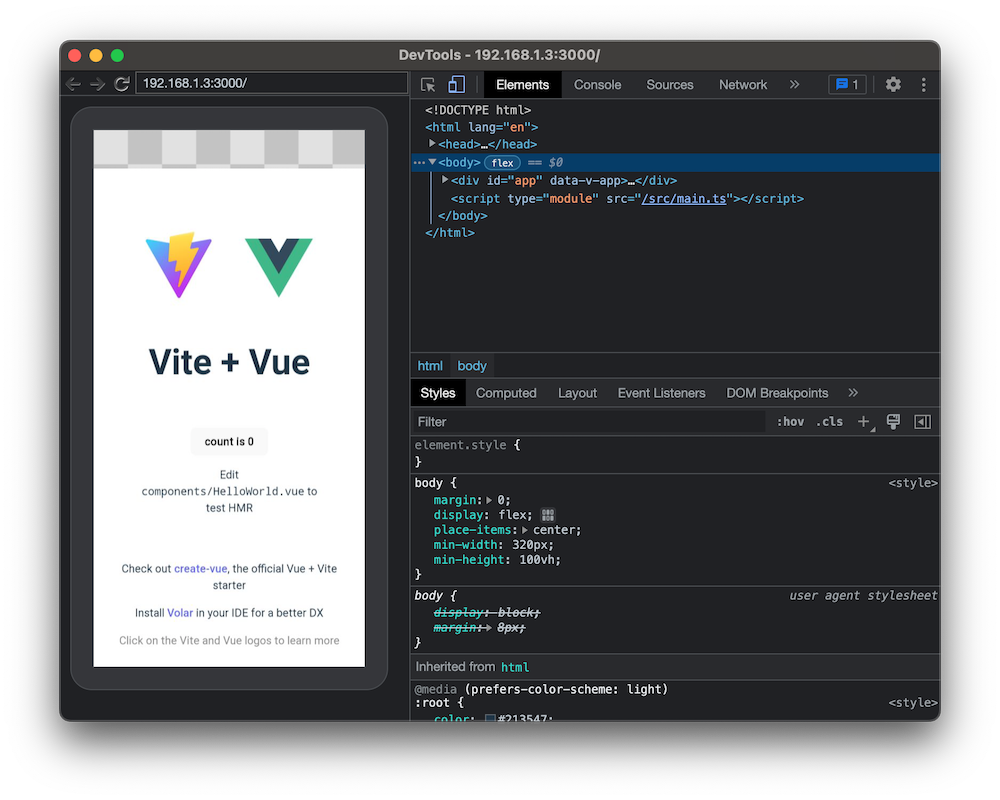 DevTools - 192.168.1.3:3000/
192.168.1.3:3000/
Vite + Vue
count is 0
Edit
components/HelloWorld.vue to
test HMR
Check out create-vue, the official Vue + Vite
starter
Install Volar in your IDE for a better DX
Click on the Vite and Vue logos to learn more
Elements Console Sources Network » 1
<!DOCTYPE html>
<html lang="en">
<head>…</head>
<body> flex == $0
<div id="app" data-v-app>…</div>
<script type="module" src="/src/main.ts"></script>
</body>
</html>
html body
Styles Computed Layout Event Listeners DOM Breakpoints »
Filter :hov .cls +
element.style {
}
body { <style>
margin: 0;
display: flex;
place-items: center;
min-width: 320px;
min-height: 100vh;
}
body { user agent stylesheet
display: block;
margin: 8px;
}
Inherited from html
@media (prefers-color-scheme: light)
:root { <style>
color: #213547;